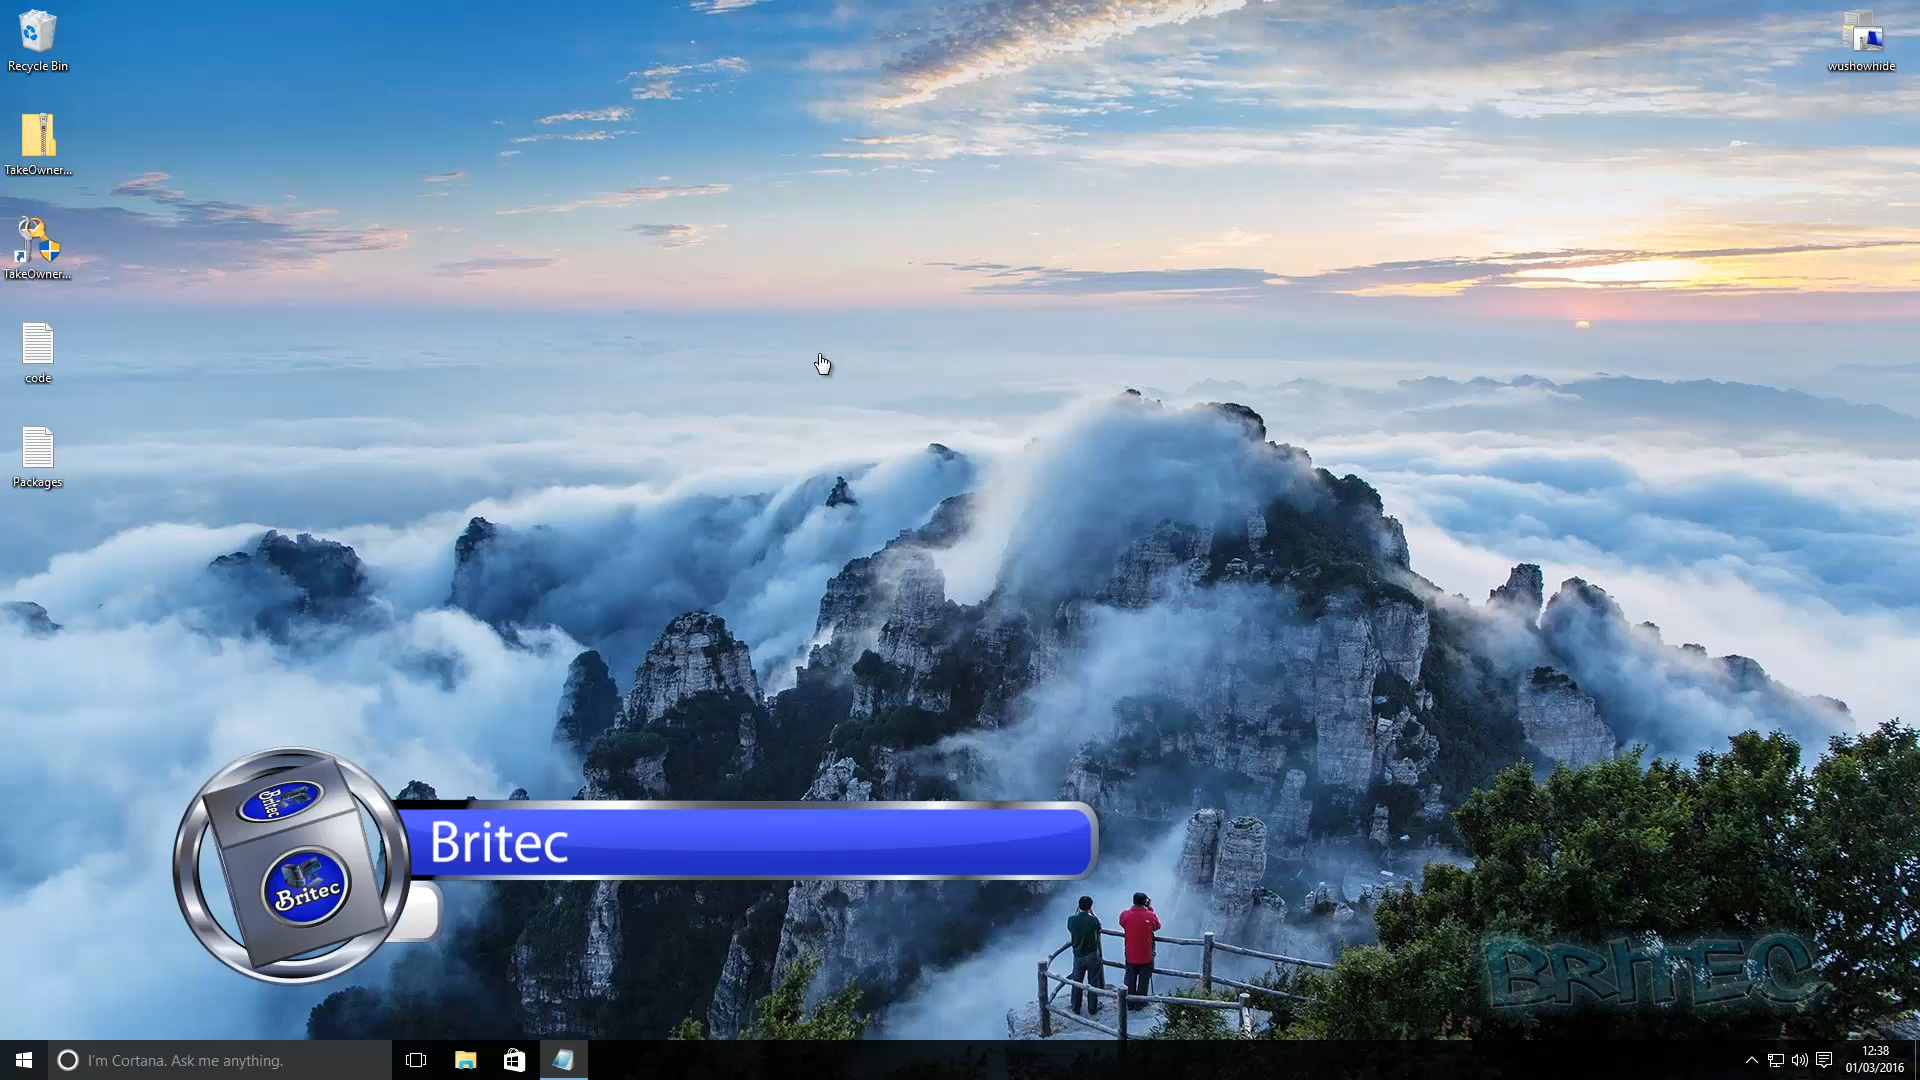 Recycle Bin
wushowhide
TakeOwner...
TakeOwner...
code
Packages
Britec
Britec
Britec
BRITEC
I'm Cortana. Ask me anything.
12:38
01/03/2016